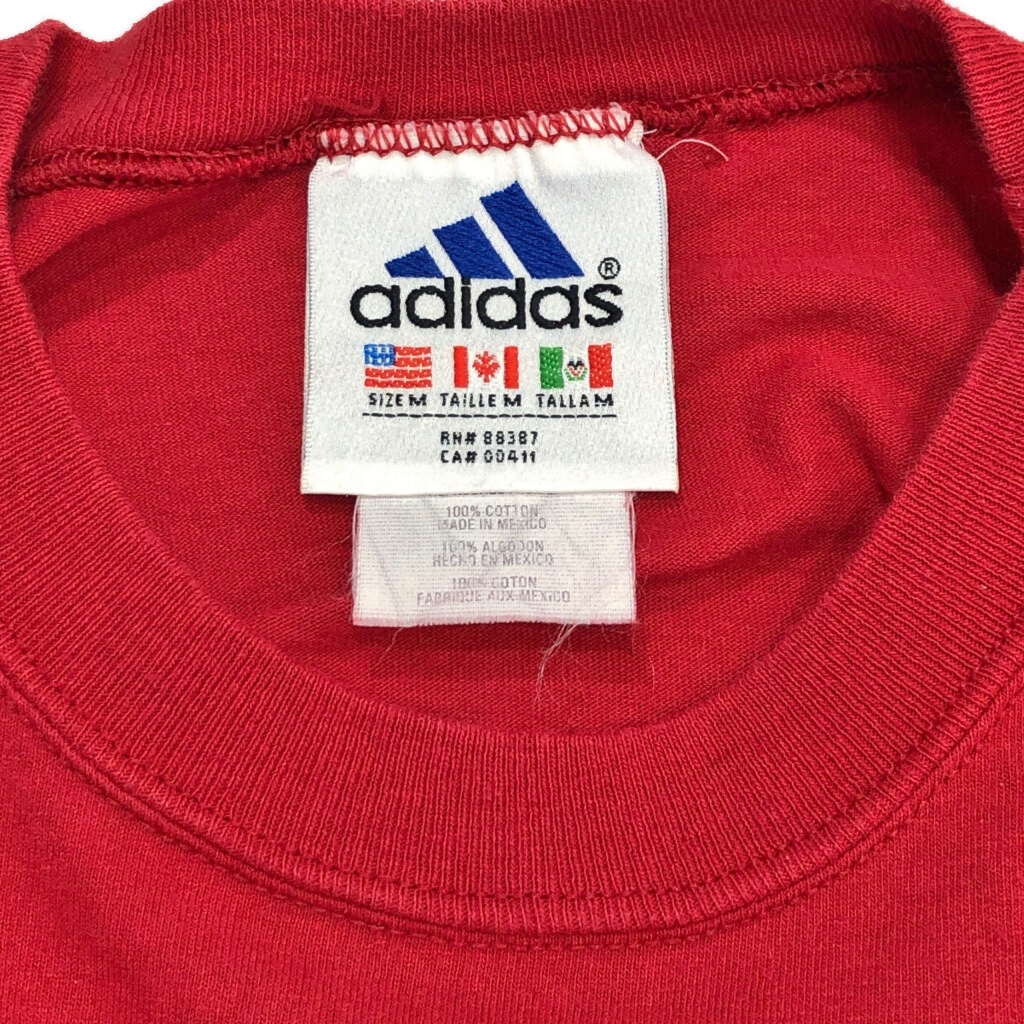 adidas®
SIZE M TAILLE M TALLA M
RN# 88387
CA# 00411
100% COTTON
MADE IN MEXICO
100% ALGODON
HECHO EN MEXICO
100% COTON
FABRIQUE AUX MEXICO